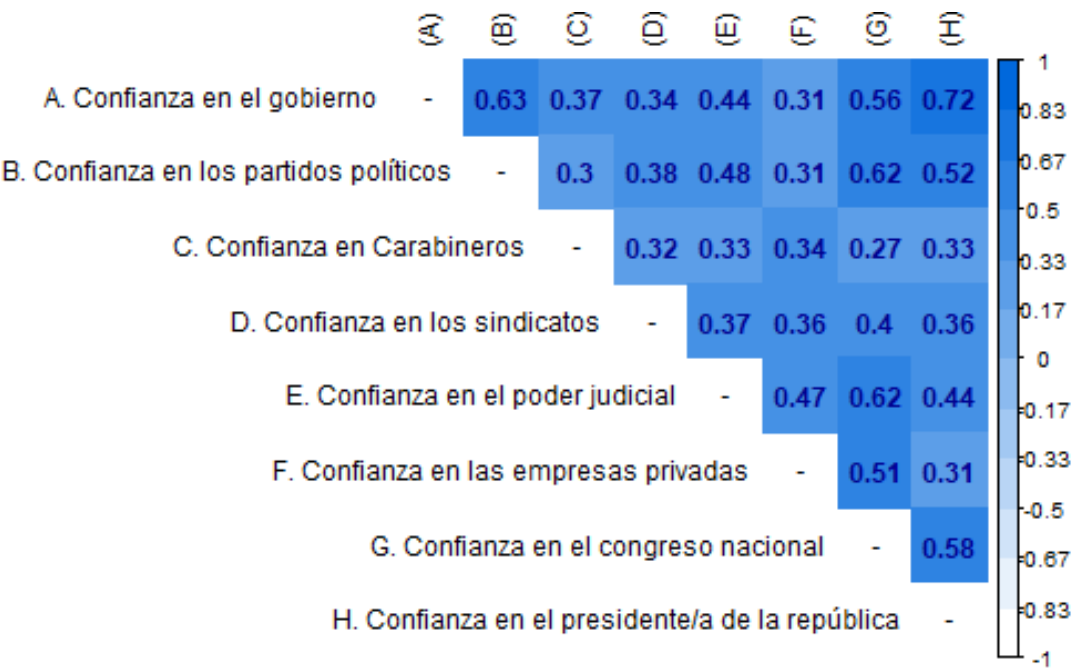 (A) (B) (C) (D) (E) (F) (G) (H)
A. Confianza en el gobierno - 0.63 0.37 0.34 0.44 0.31 0.56 0.72
B. Confianza en los partidos políticos - 0.3 0.38 0.48 0.31 0.62 0.52
C. Confianza en Carabineros - 0.32 0.33 0.34 0.27 0.33
D. Confianza en los sindicatos - 0.37 0.36 0.4 0.36
E. Confianza en el poder judicial - 0.47 0.62 0.44
F. Confianza en las empresas privadas - 0.51 0.31
G. Confianza en el congreso nacional - 0.58
H. Confianza en el presidente/a de la república -
1
0.83
0.67
0.5
0.33
0.17
0
-0.17
-0.33
-0.5
-0.67
-0.83
-1